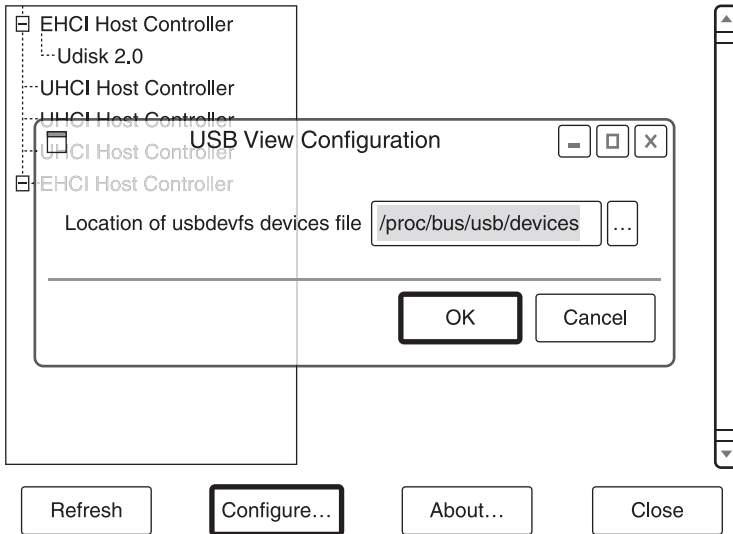 EHCI Host Controller
Udisk 2.0
UHCI Host Controller
UHCI Host Controller
UHCI Host Controller
EHCI Host Controller
USB View Configuration
Location of usbdevfs devices file /proc/bus/usb/devices ...
OK Cancel
Refresh Configure... About... Close